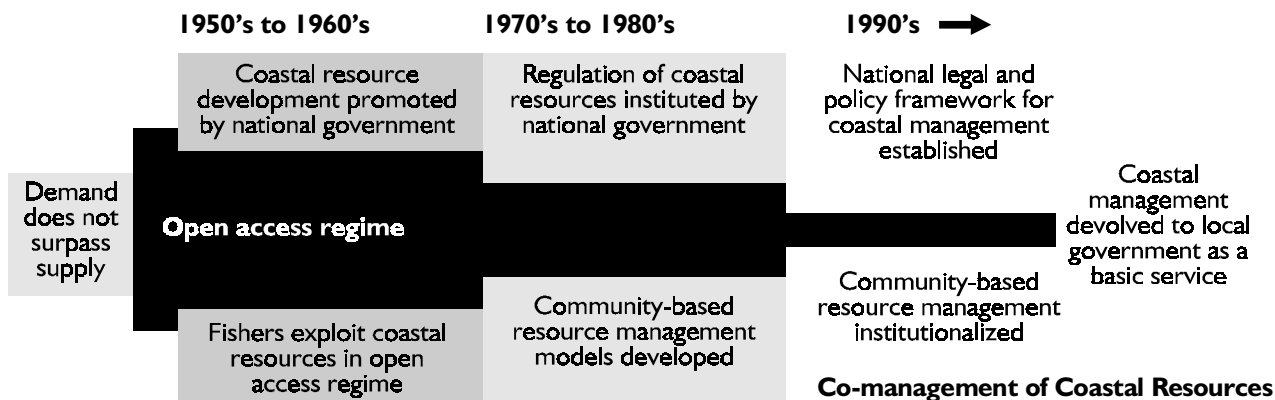 1950's to 1960's
1970's to 1980's
1990's
Coastal resource
development promoted
by national government
Regulation of coastal
resources instituted by
national government
National legal and
policy framework for
coastal management
established
Demand
does not
surpass
supply
Open access regime
Coastal
management
devolved to local
government as a
basic service
Fishers exploit coastal
resources in open
access regime
Community-based
resource management
models developed
Community-based
resource management
institutionalized
Co-management of Coastal Resources